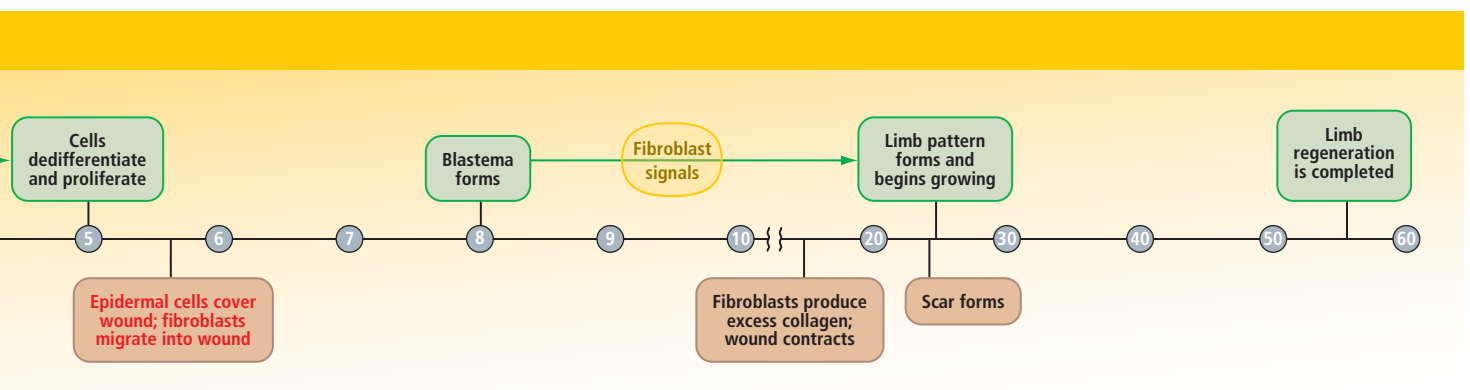 Cells
dedifferentiate
and proliferate
Blastema
forms
Fibroblast
signals
Limb pattern
forms and
begins growing
Limb
regeneration
is completed
5
6
7
8
9
10
20
30
40
50
60
Epidermal cells cover
wound; fibroblasts
migrate into wound
Fibroblasts produce
excess collagen;
wound contracts
Scar forms